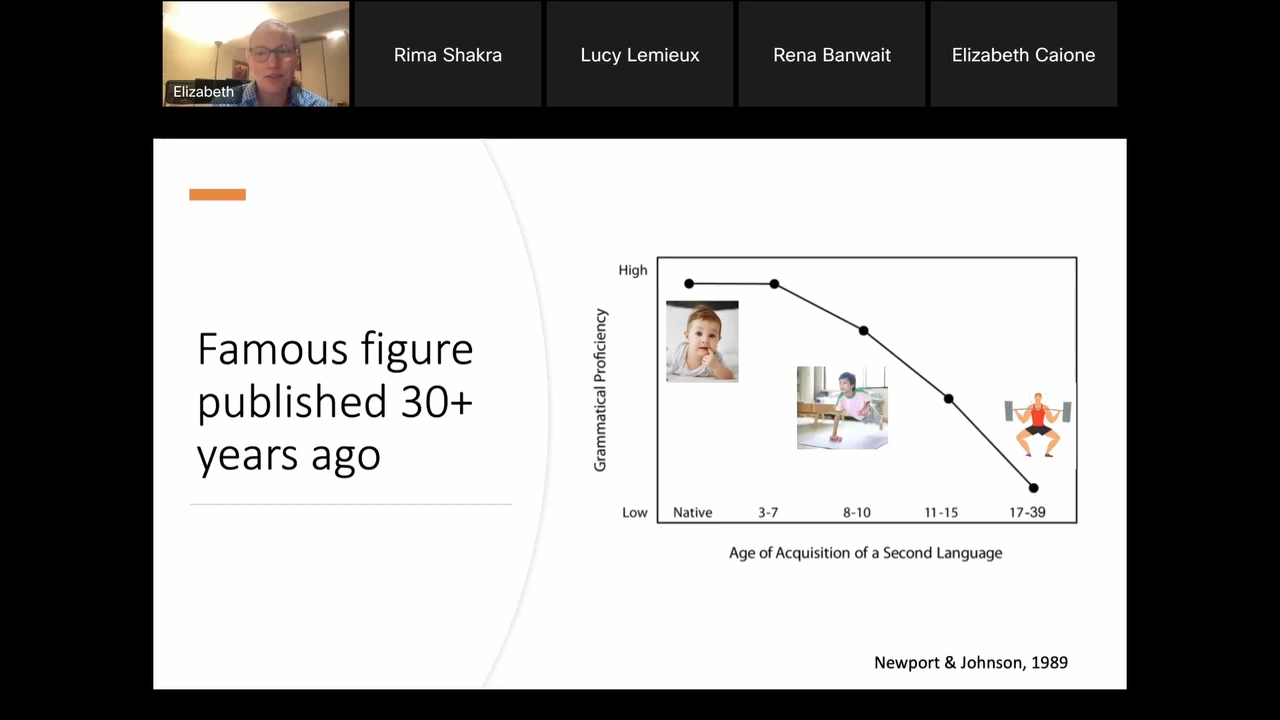 Elizabeth
Rima Shakra
Lucy Lemieux
Rena Banwait
Elizabeth Caione
Famous figure
published 30+
years ago
High
Grammatical Proficiency
Low
Native
3-7
8-10
11-15
17-39
Age of Acquisition of a Second Language
Newport & Johnson, 1989